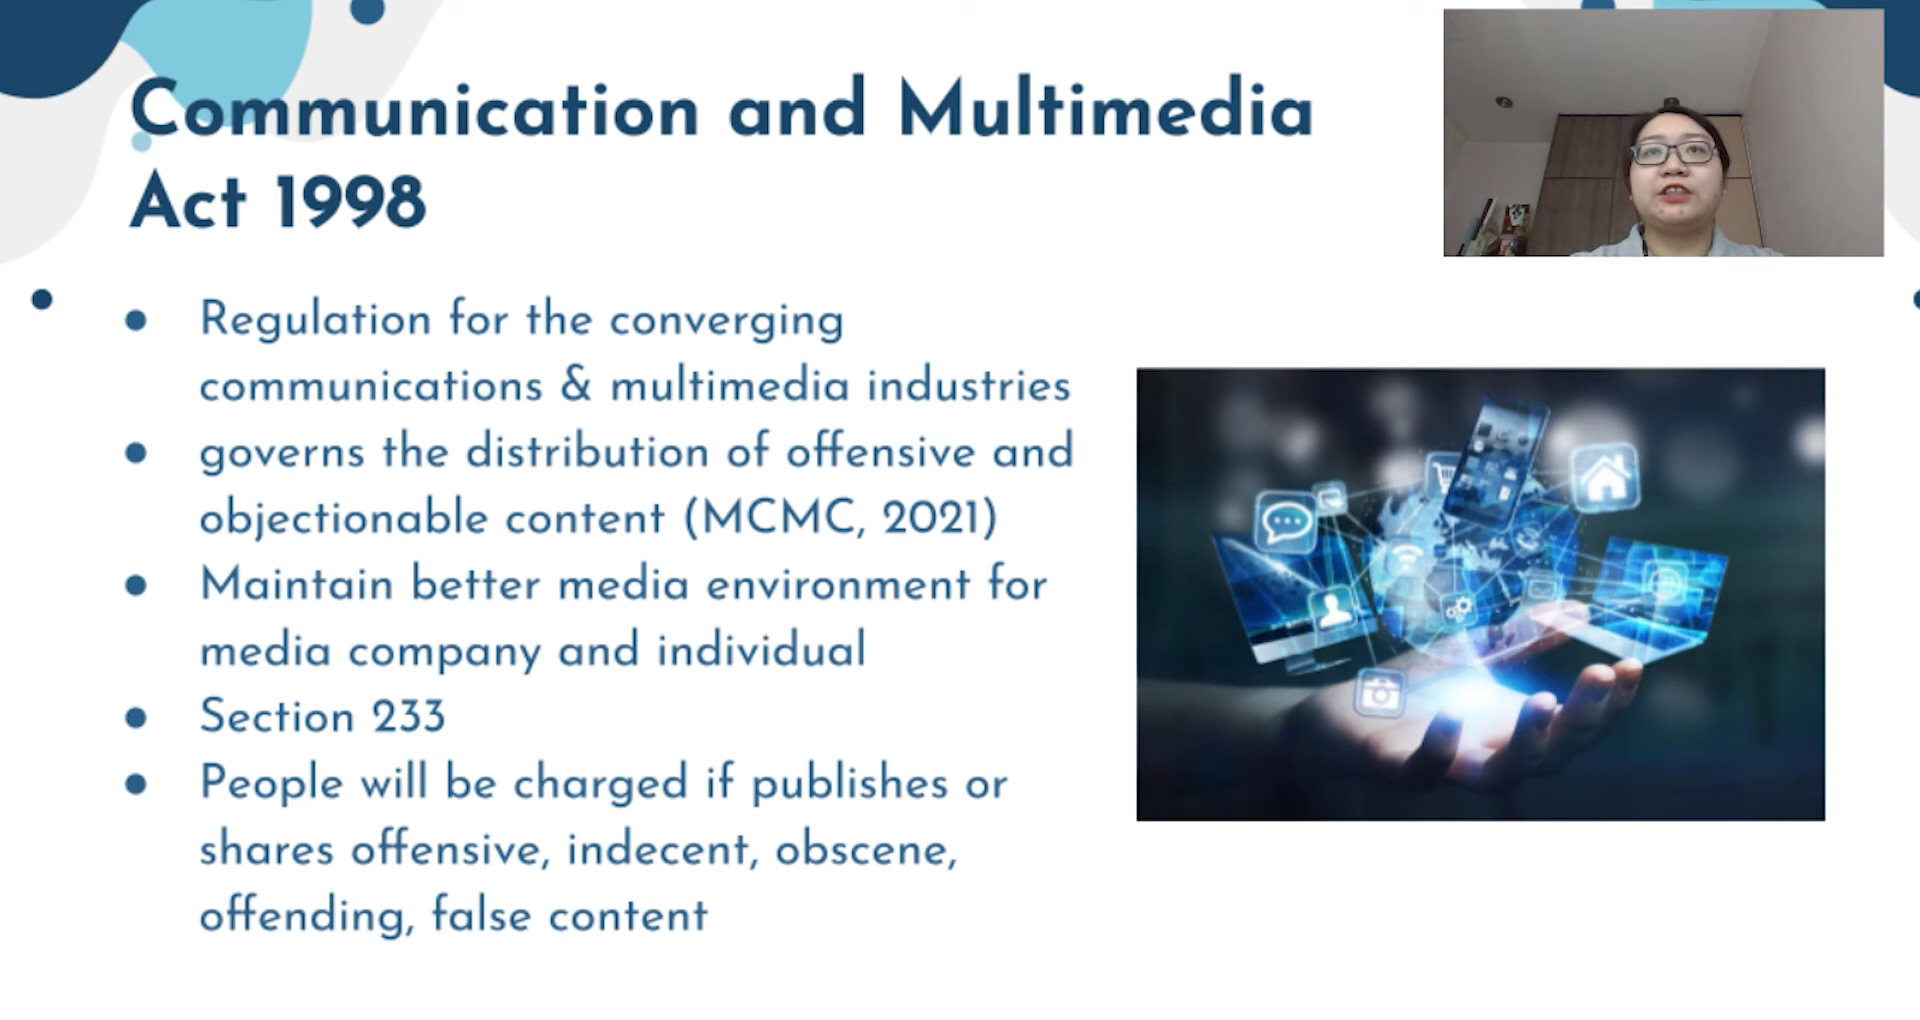 Communication and Multimedia
Act 1998
● Regulation for the converging
communications & multimedia industries
● governs the distribution of offensive and
objectionable content (MCMC, 2021)
● Maintain better media environment for
media company and individual
● Section 233
● People will be charged if publishes or
shares offensive, indecent, obscene,
offending, false content